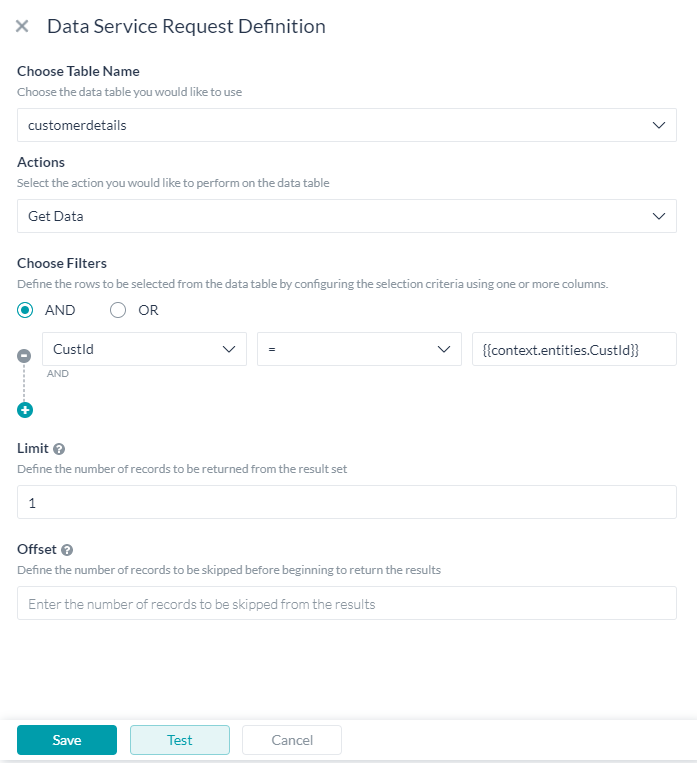 Data Service Request Definition
Choose Table Name
Choose the data table you would like to use
customerdetails
Actions
Select the action you would like to perform on the data table
Get Data
Choose Filters
Define the rows to be selected from the data table by configuring the selection criteria using one or more columns.
AND OR
CustId = {{context.entities.CustId}}
AND
Limit ?
Define the number of records to be returned from the result set
1
Offset ?
Define the number of records to be skipped before beginning to return the results
Enter the number of records to be skipped from the results
Save Test Cancel